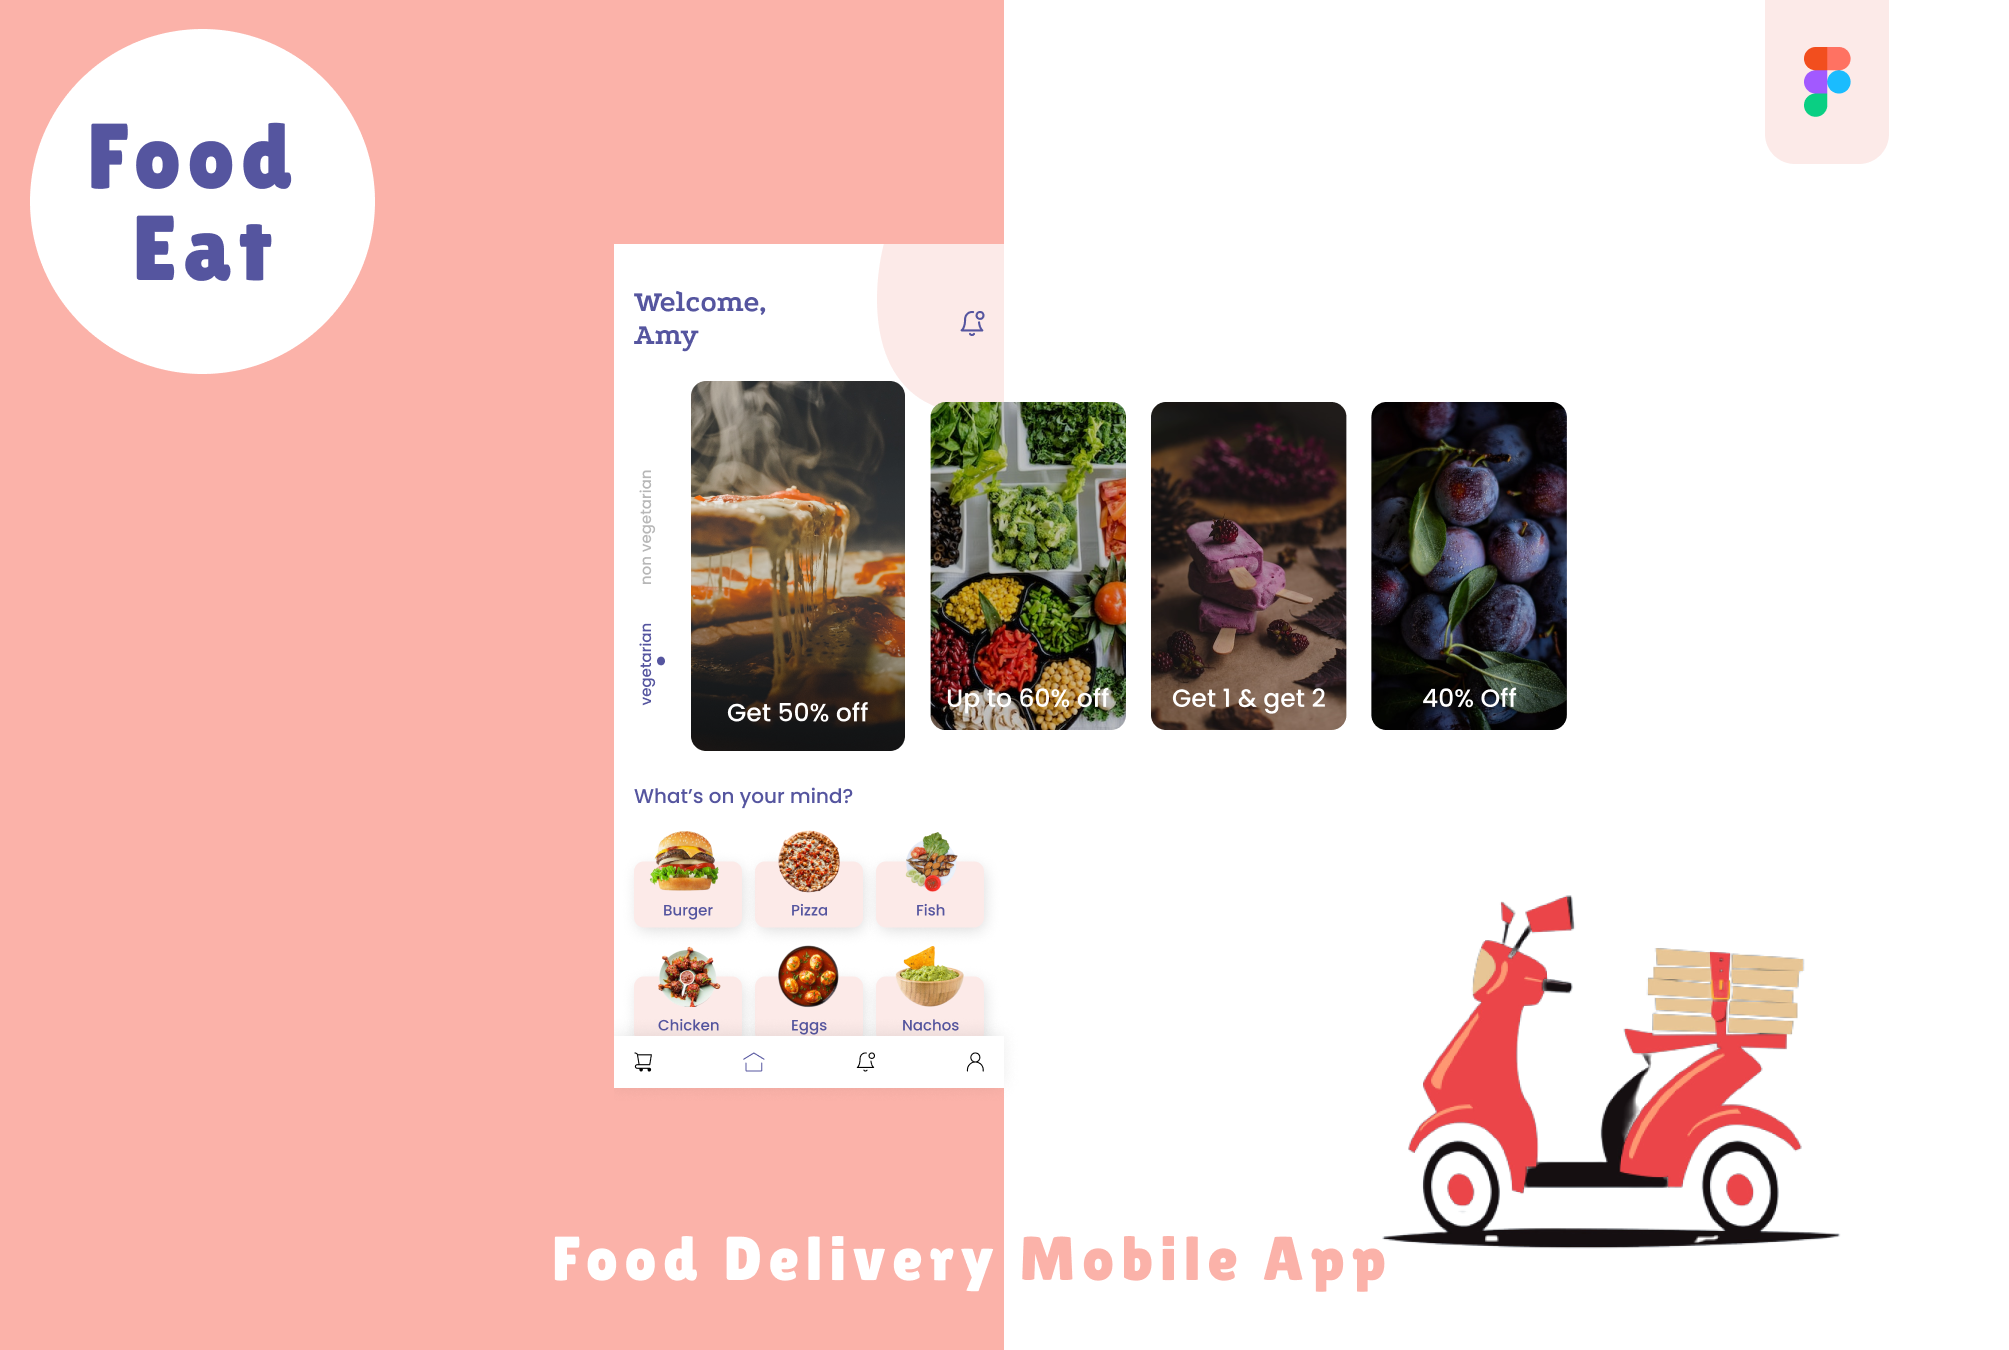 Food
Eat
Welcome,
Amy
non vegetarian
vegetarian
Get 50% off
Up to 60% off
Get 1 & get 2
40% Off
What’s on your mind?
Burger
Pizza
Fish
Chicken
Eggs
Nachos
Food Delivery Mobile App